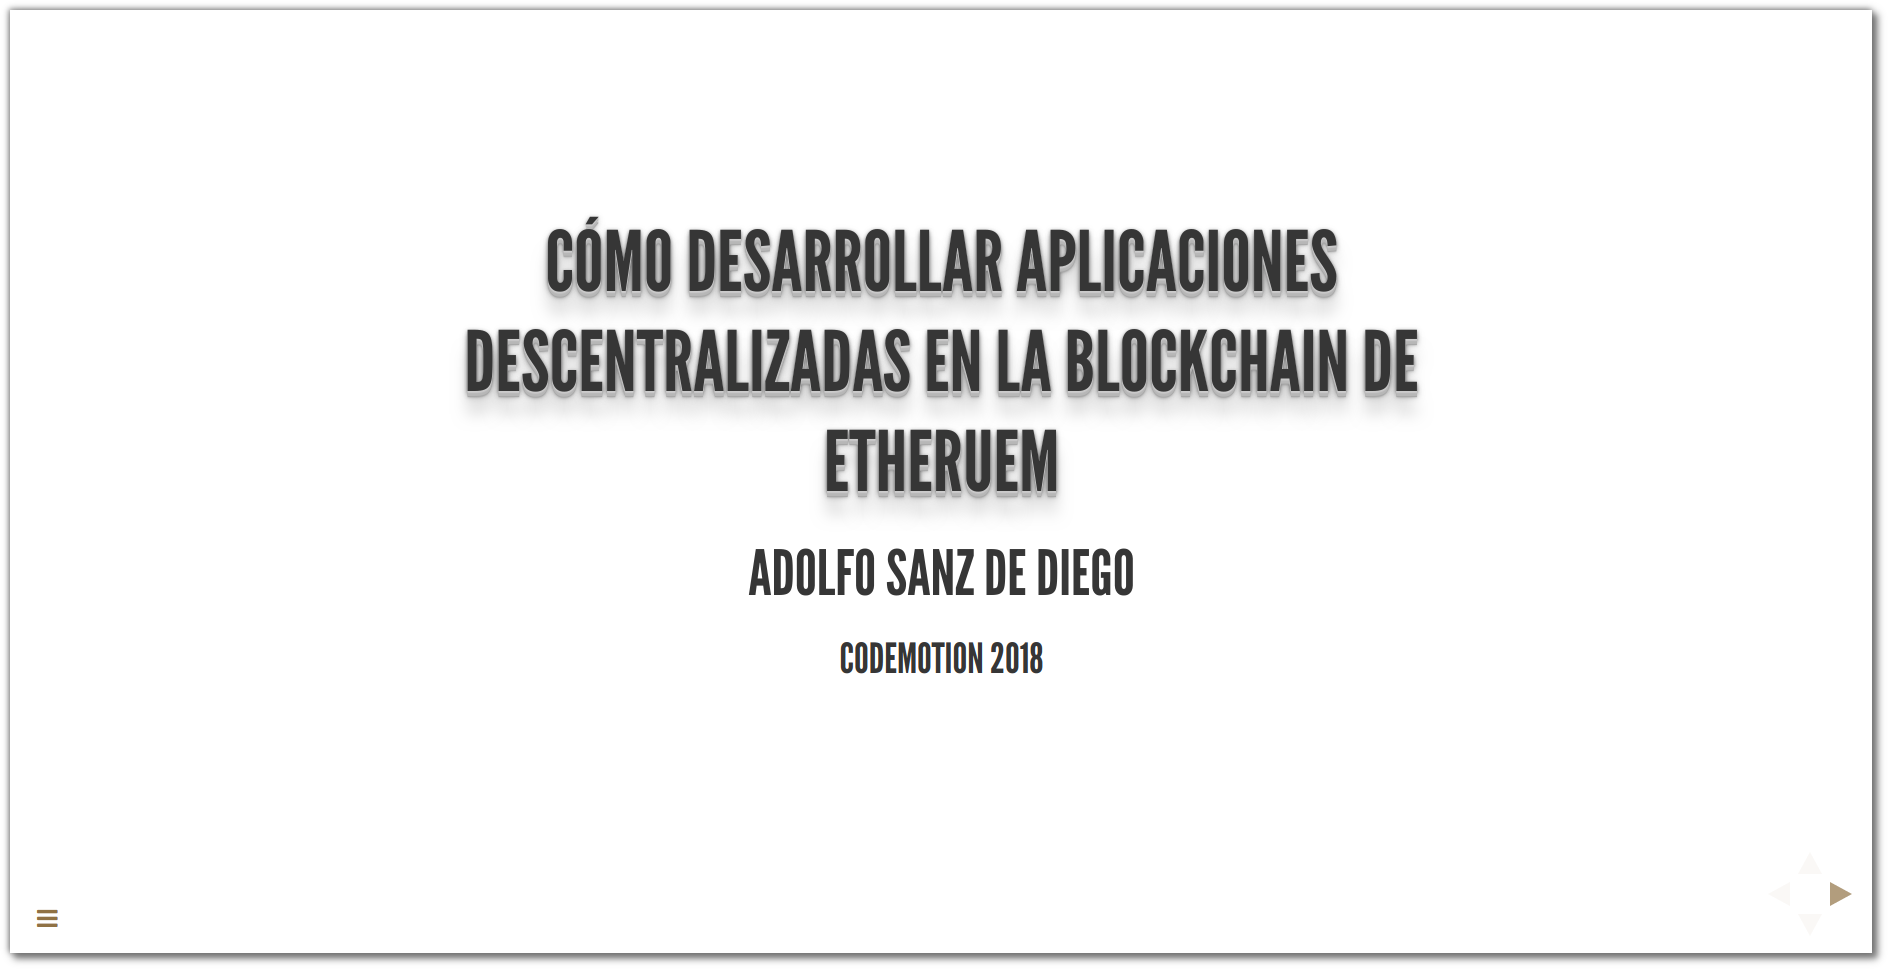 CÓMO DESARROLLAR APLICACIONES
DESCENTRALIZADAS EN LA BLOCKCHAIN DE
ETHERUEM
ADOLFO SANZ DE DIEGO
CODEMOTION 2018